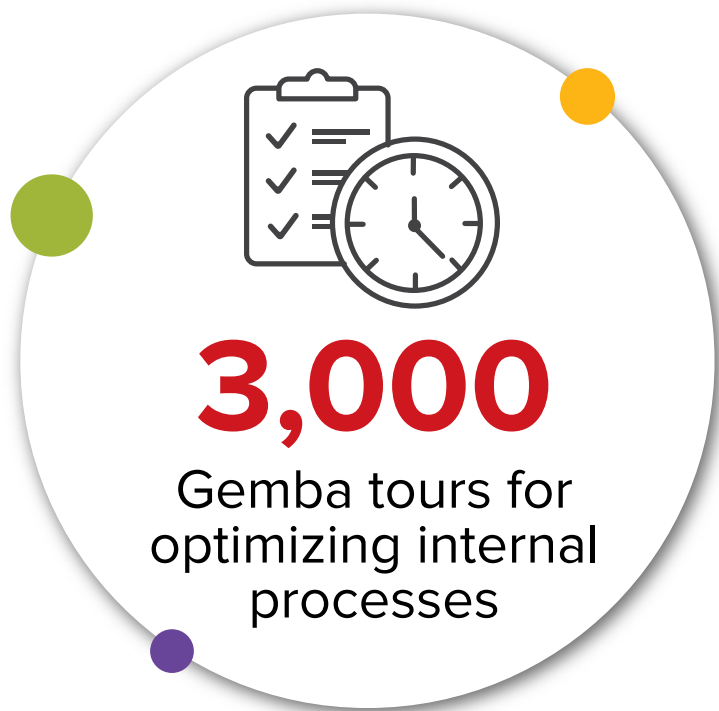 3,000
Gemba tours for
optimizing internal
processes